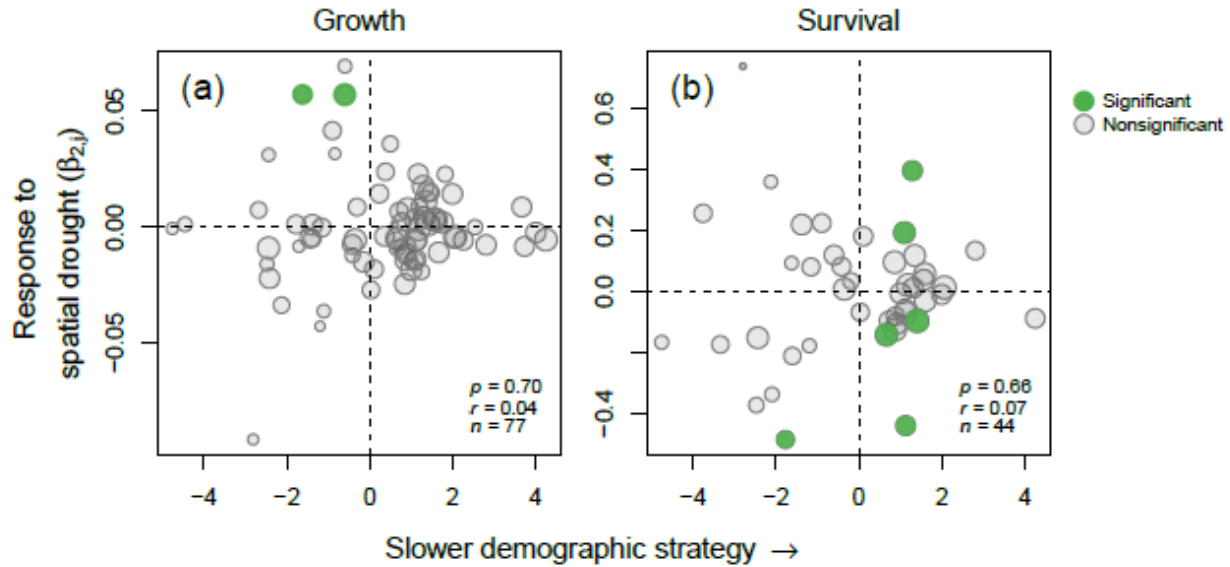 Growth
Survival
(a)
(b)
Significant
Nonsignificant
Response to
spatial drought (β2,j)
0.05
0.00
−0.05
0.6
0.4
0.2
0.0
−0.4
p = 0.70
r = 0.04
n = 77
p = 0.66
r = 0.07
n = 44
−4 −2 0 2 4
−4 −2 0 2 4
Slower demographic strategy →